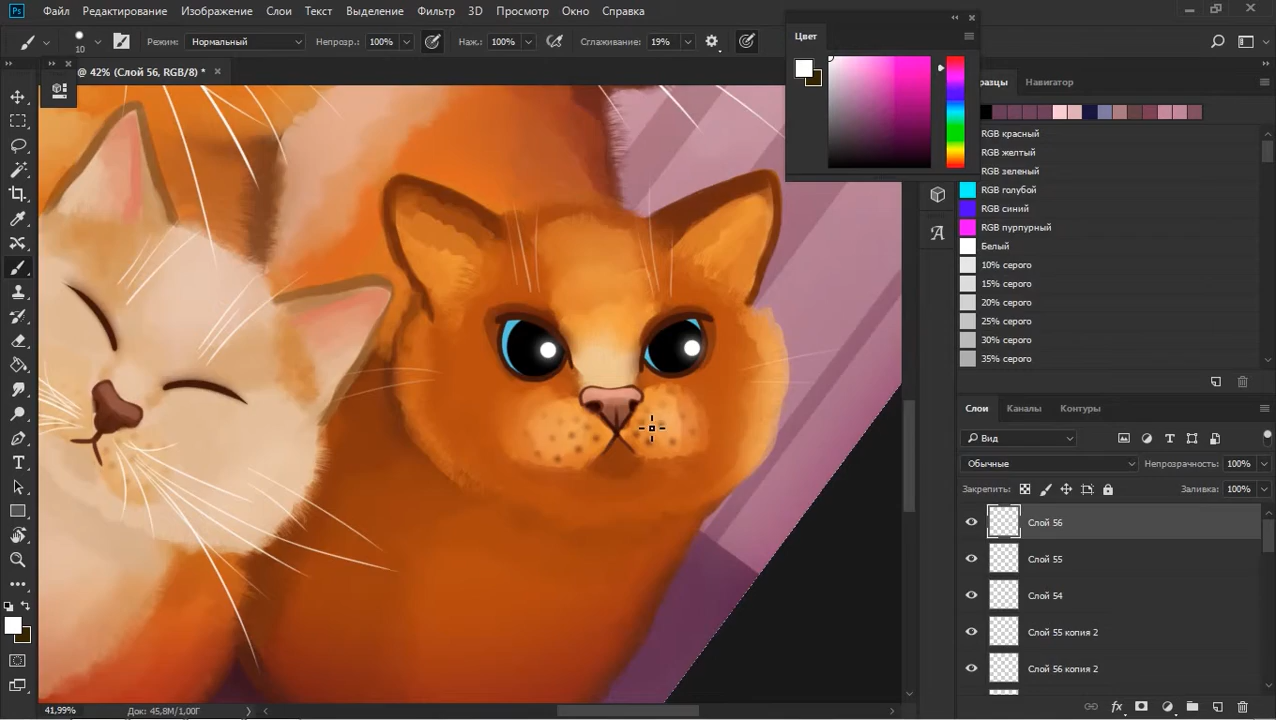 Файл Редактирование Изображение Слои Текст Выделение Фильтр 3D Просмотр Окно Справка
10 Режим: Нормальный Непрозр.: 100% Наж.: 100% Сглаживание: 19%
Цвет
@ 42% (Слой 56, RGB/8) *
разцы Навигатор
RGB красный
RGB желтый
RGB зеленый
RGB голубой
RGB синий
RGB пурпурный
Белый
10% серого
15% серого
20% серого
25% серого
30% серого
35% серого
Слои Каналы Контуры
Вид
Обычные Непрозрачность: 100%
Закрепить: Заливка: 100%
Слой 56
Слой 55
Слой 54
Слой 55 копия 2
Слой 56 копия 2
41,99% Док: 45,8M/1,00Г